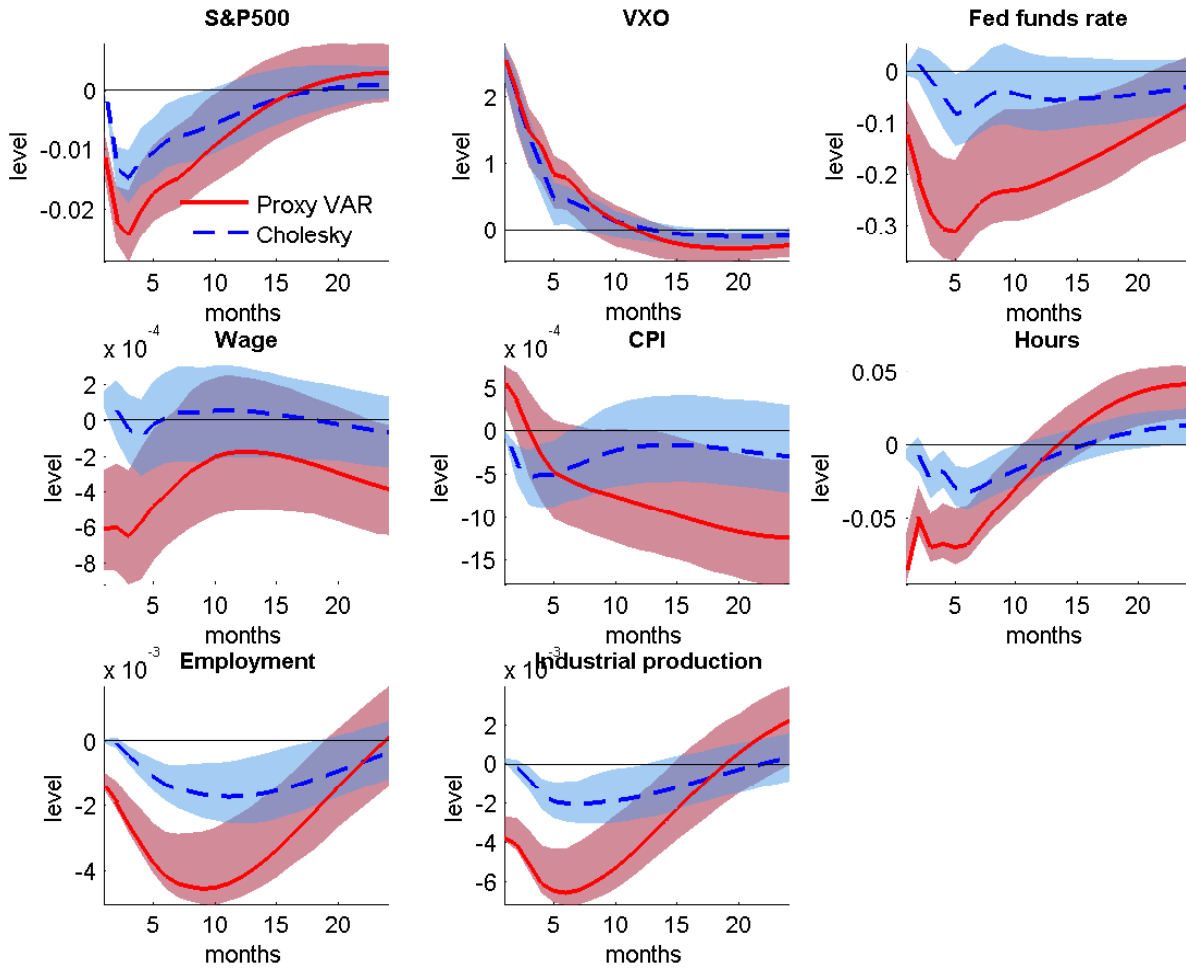 S&P500
VXO
Fed funds rate
0
-0.01
-0.02
level
Proxy VAR
Cholesky
5 10 15 20
months
2
1
0
level
5 10 15 20
months
0
-0.1
-0.2
-0.3
level
5 10 15 20
months
Wage
CPI
Hours
x 10⁻⁴
2
0
-2
-4
-6
-8
level
5 10 15 20
months
x 10⁻⁴
5
0
-5
-10
-15
level
5 10 15 20
months
0.05
0
-0.05
level
5 10 15 20
months
Employment
Industrial production
x 10⁻³
0
-2
-4
level
5 10 15 20
months
x 10⁻³
2
0
-2
-4
-6
level
5 10 15 20
months